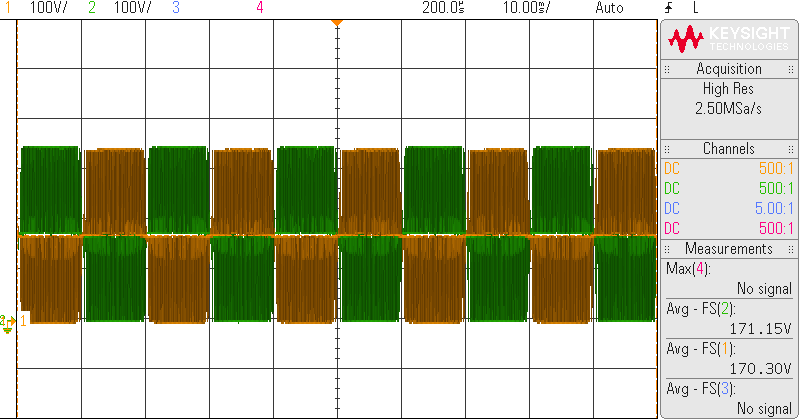 1 100V/ 2 100V/ 3 4 200.0s 10.00s/ Auto L
KEYSIGHT
TECHNOLOGIES
Acquisition
High Res
2.50MSa/s
Channels
DC 500:1
DC 500:1
DC 5.00:1
DC 500:1
Measurements
Max(4):
No signal
Avg - FS(2):
171.15V
Avg - FS(1):
170.30V
Avg - FS(3):
No signal
2 1